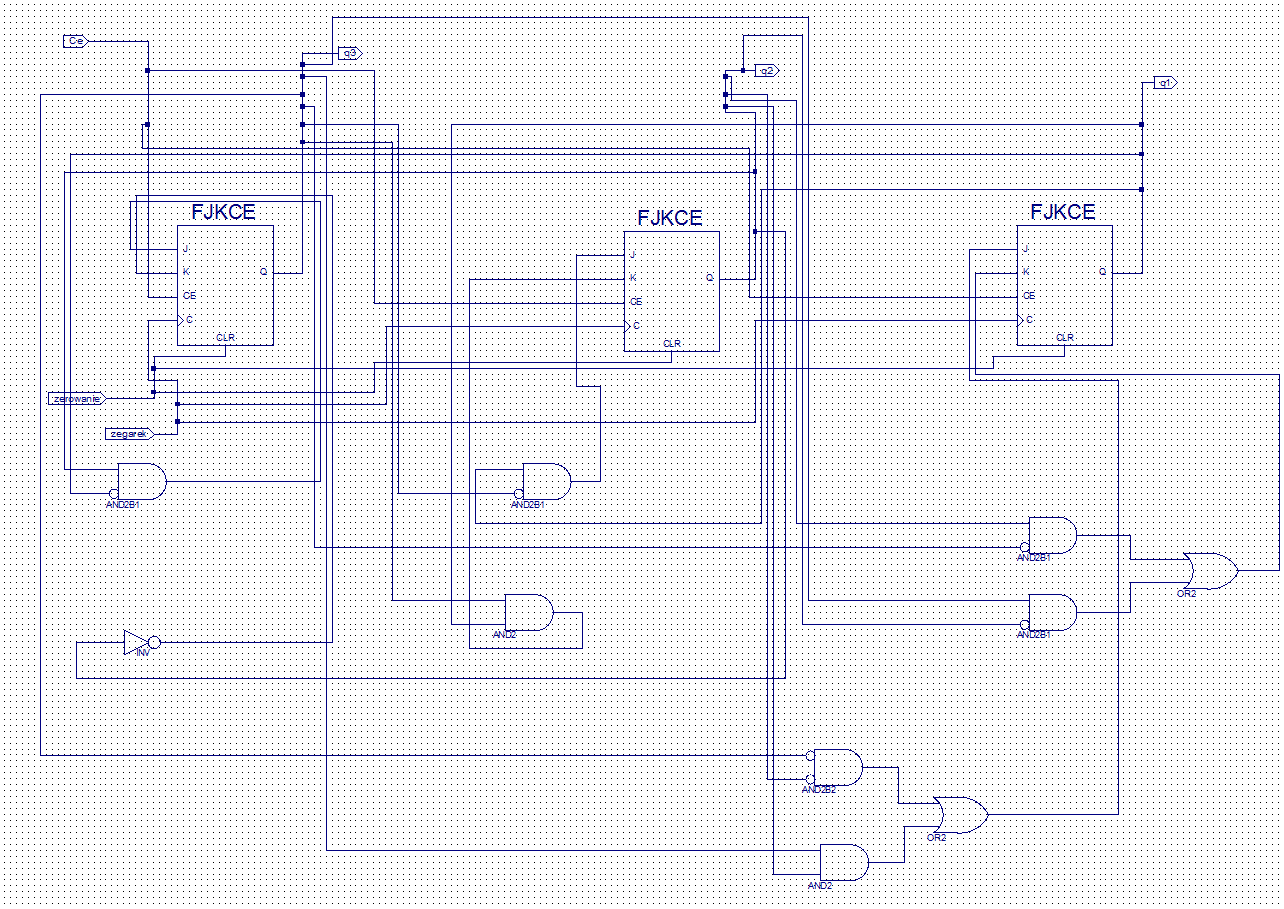 Ce
q3
q2
q1
FJKCE
FJKCE
FJKCE
J
K
Q
CE
C
CLR
J
K
Q
CE
C
CLR
J
K
Q
CE
C
CLR
zerowanie
zegarek
AND2B1
AND2B1
AND2B1
OR2
AND2
AND2B1
INV
AND2B2
OR2
AND2